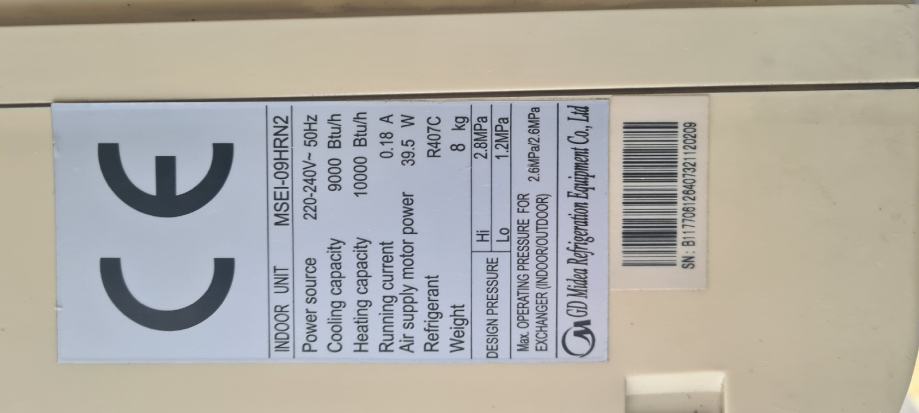 CE
INDOOR UNIT MSEI-09HRN2
Power source 220-240V~ 50Hz
Cooling capacity 9000 Btu/h
Heating capacity 10000 Btu/h
Running current 0.18 A
Air supply motor power 39.5 W
Refrigerant R407C
Weight 8 kg
DESIGN PRESSURE Hi 2.8MPa
Lo 1.2MPa
Max. OPERATING PRESSURE FOR
EXCHANGER (INDOOR/OUTDOOR) 2.6MPa/2.6MPa
GD Midea Refrigeration Equipment Co., Ltd
SN: B1177061264073211202​09